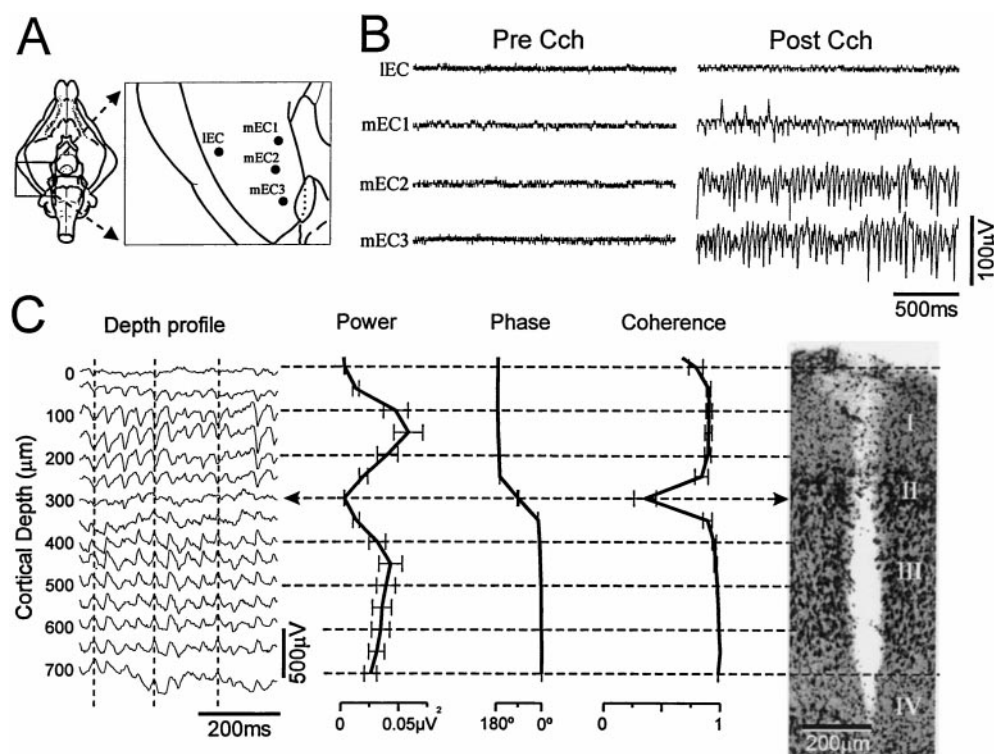 A
lEC
mEC1
mEC2
mEC3
B
Pre Cch
Post Cch
lEC
mEC1
mEC2
mEC3
100µV
500ms
C
Depth profile
Power
Phase
Coherence
Cortical Depth (µm)
0
100
200
300
400
500
600
700
500µV
200ms
0 0.05µV²
180º 0º
0 1
I
II
III
IV
200µm